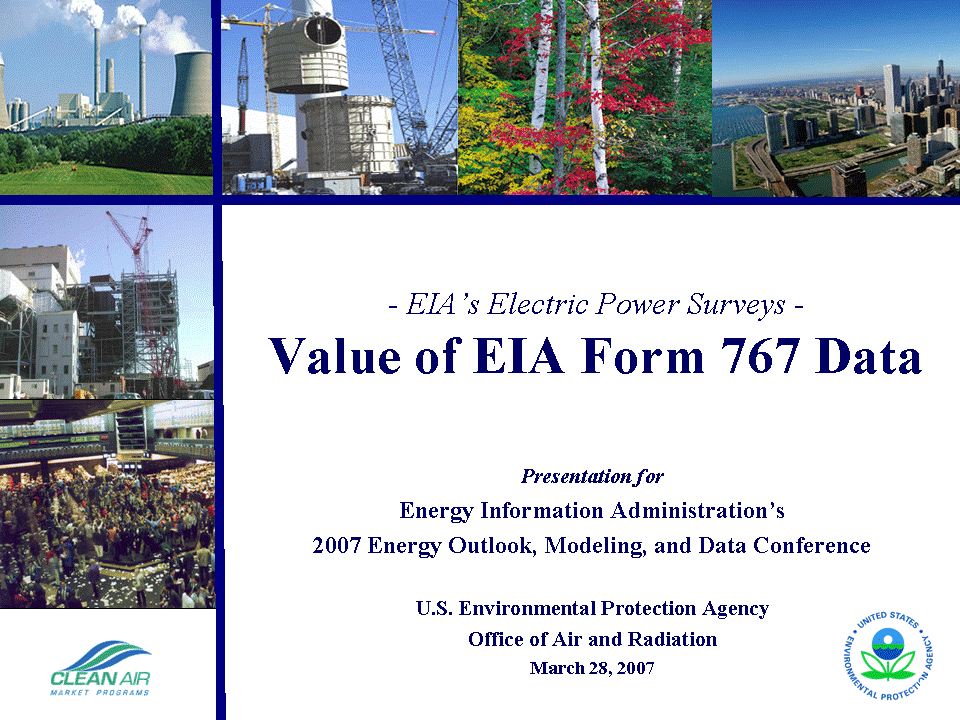 - EIA’s Electric Power Surveys -
Value of EIA Form 767 Data
Presentation for
Energy Information Administration’s
2007 Energy Outlook, Modeling, and Data Conference
U.S. Environmental Protection Agency
Office of Air and Radiation
March 28, 2007
CLEAN AIR
MARKET PROGRAMS
UNITED STATES
ENVIRONMENTAL PROTECTION AGENCY